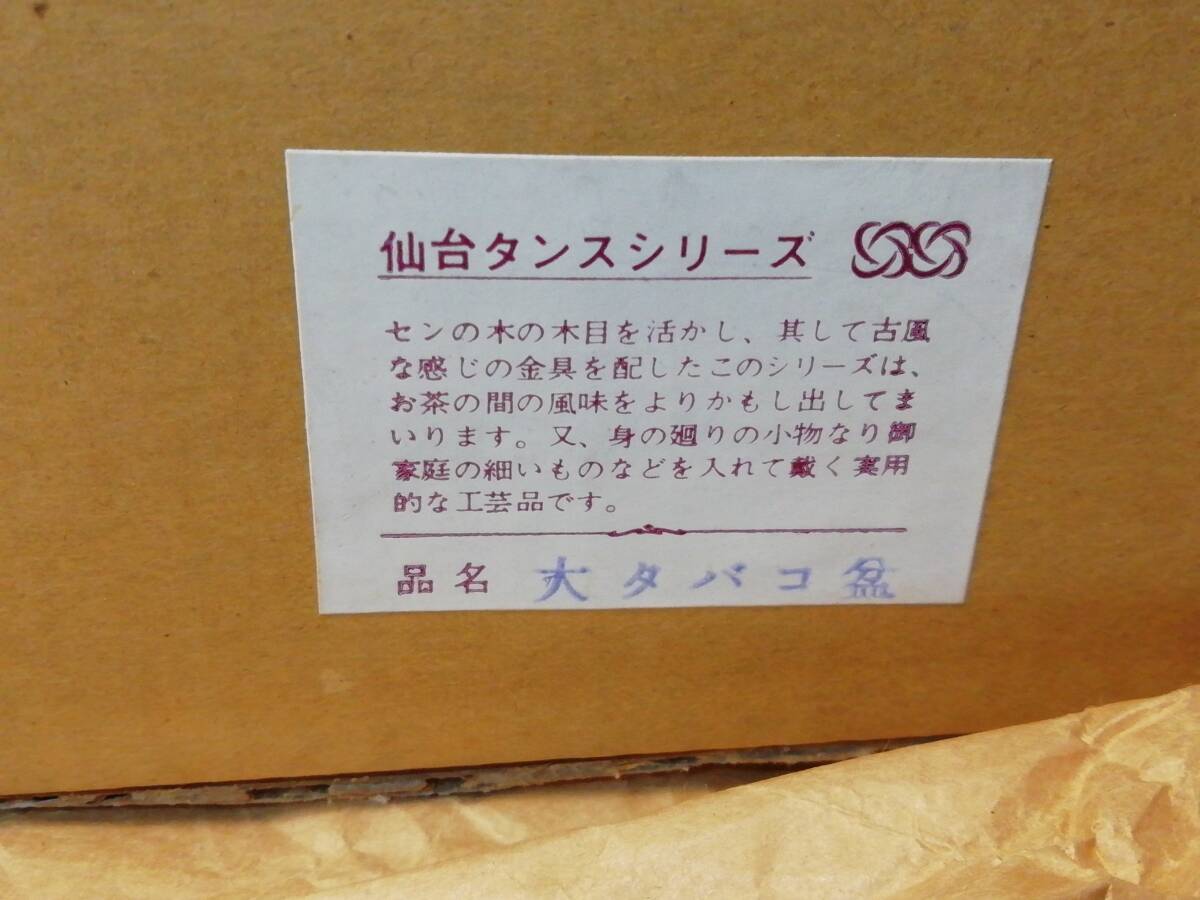 仙台タンスシリーズ
センの木の木目を活かし、其して古風
な感じの金具を配したこのシリーズは、
お茶の間の風味をよりかもし出してま
いります。又、身の廻りの小物なり御
家庭の細いものなどを入れて戴く実用
的な工芸品です。
品名 大タバコ盆